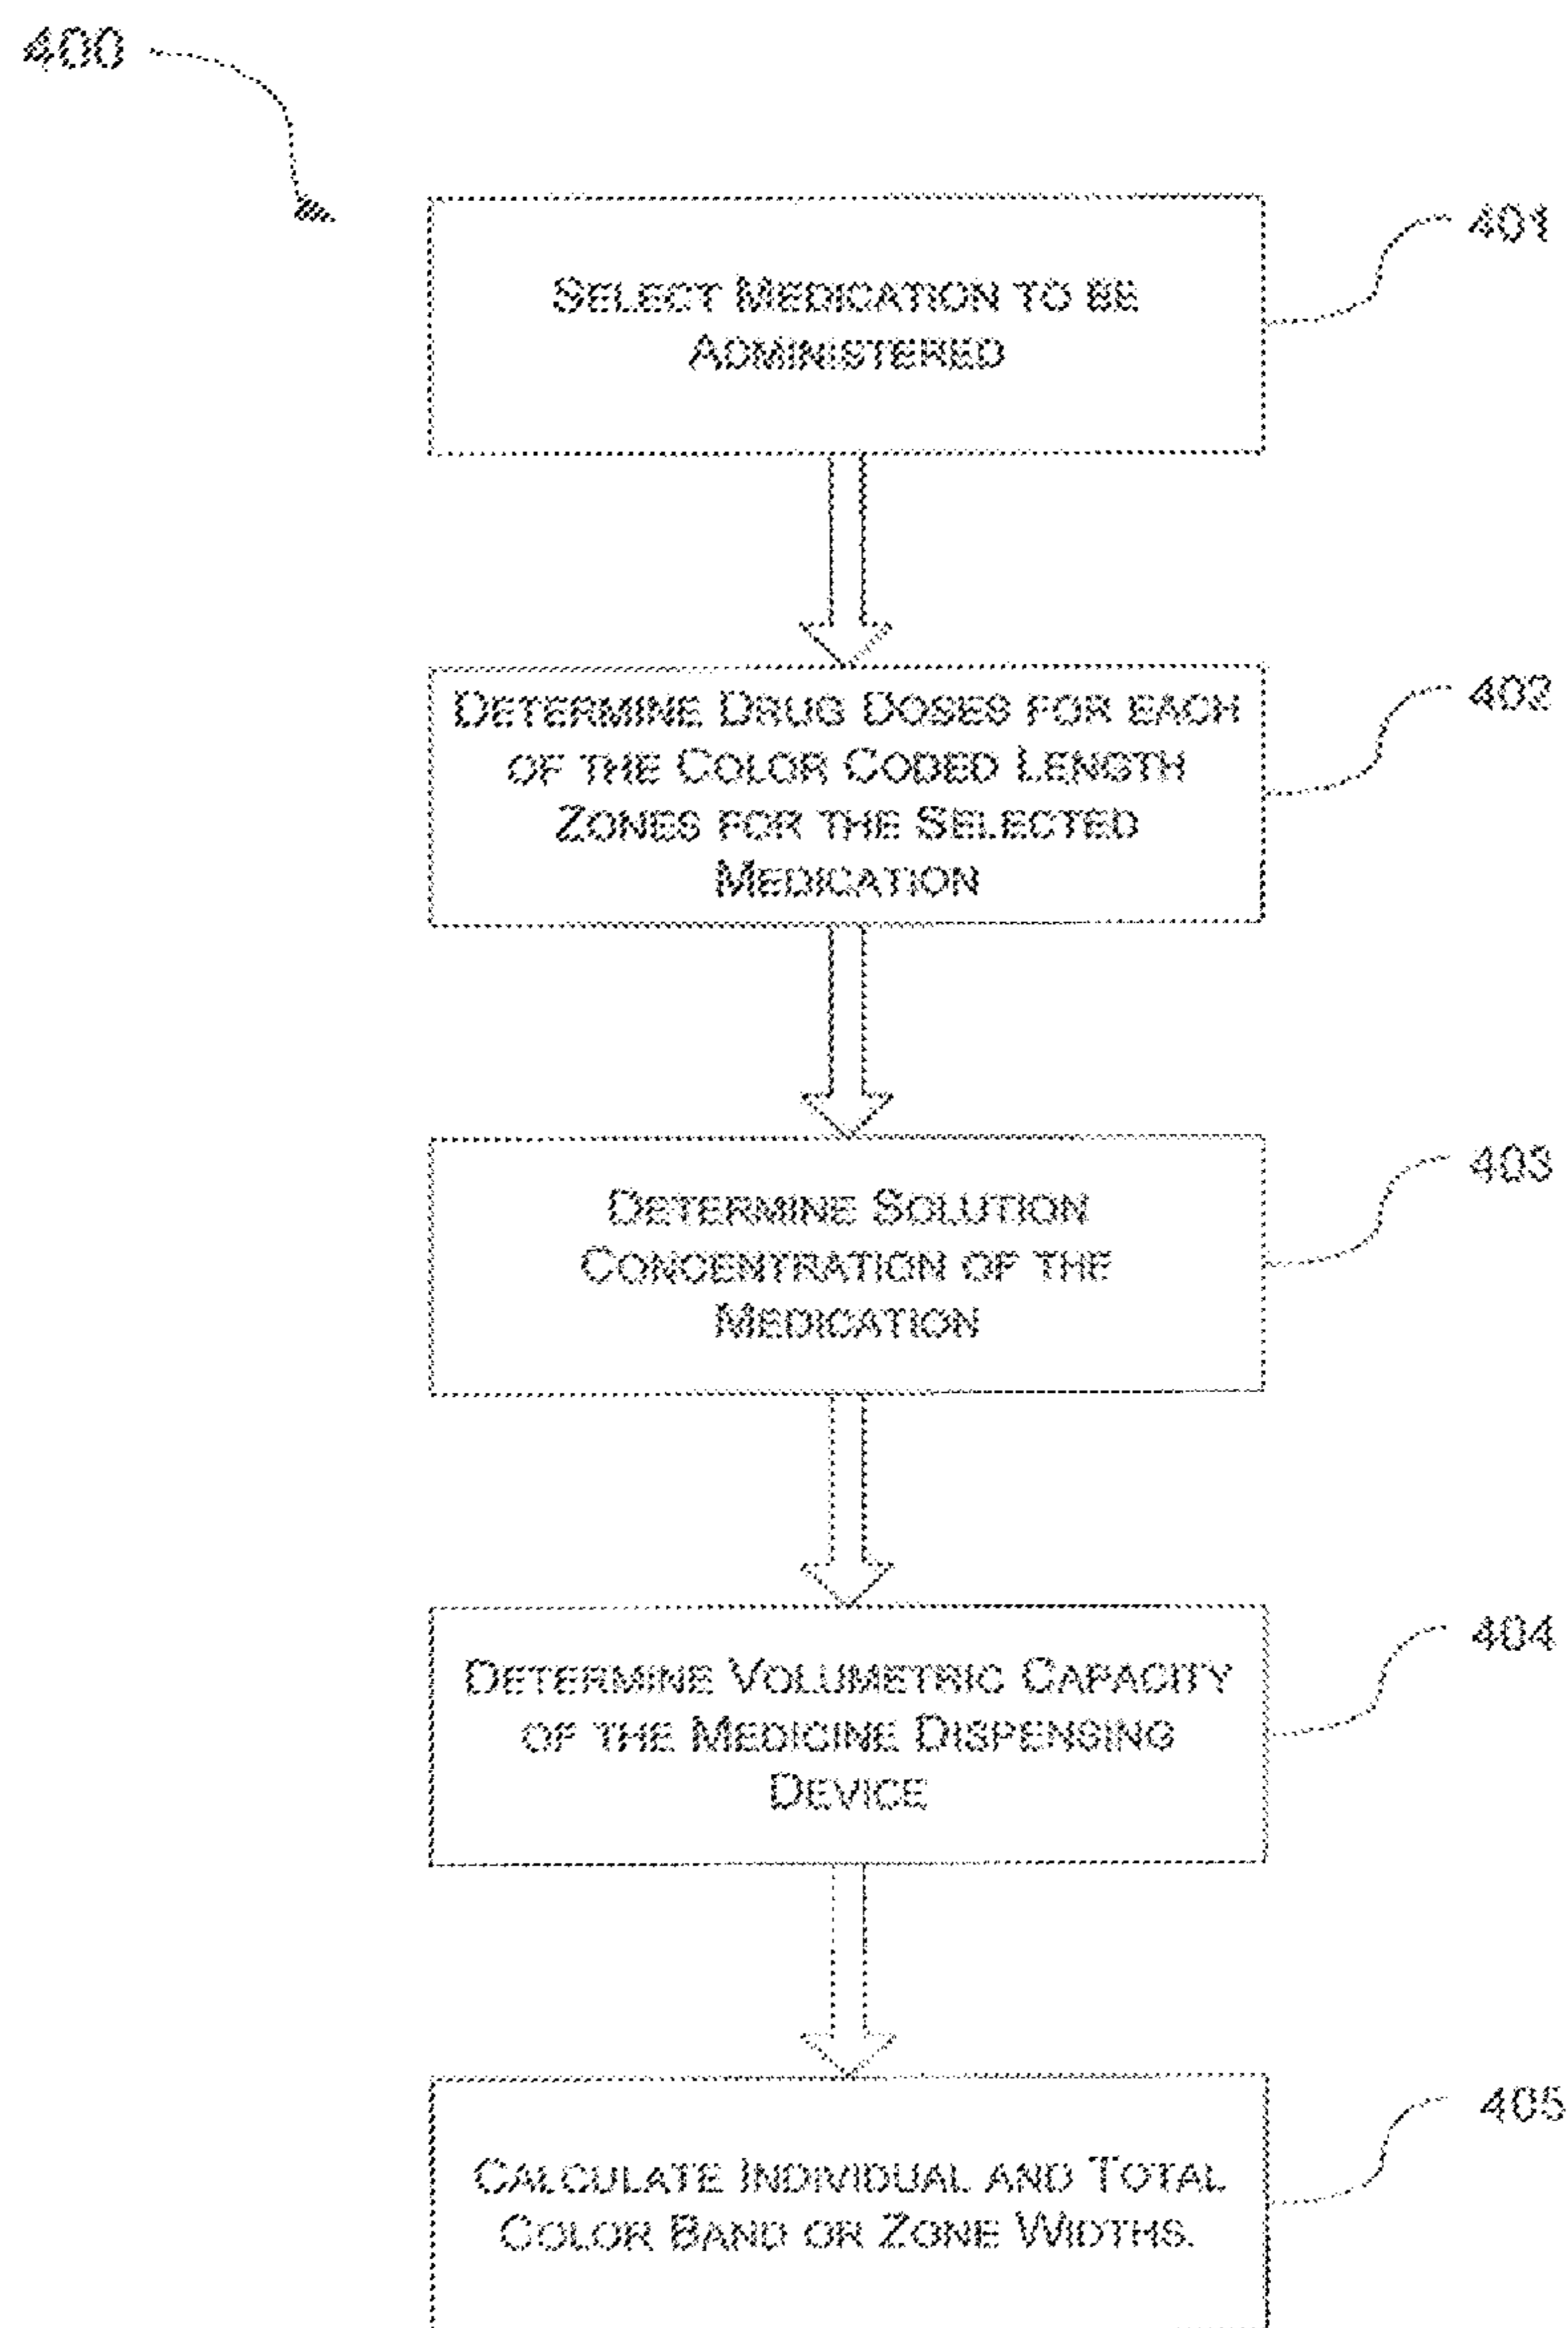 400
401
SELECT MEDICATION TO BE
ADMINISTERED
402
DETERMINE DRUG DOSES FOR EACH
OF THE COLOR CODED LENGTH
ZONES FOR THE SELECTED
MEDICATION
403
DETERMINE SOLUTION
CONCENTRATION OF THE
MEDICATION
404
DETERMINE VOLUMETRIC CAPACITY
OF THE MEDICINE DISPENSING
DEVICE
405
CALCULATE INDIVIDUAL AND TOTAL
COLOR BAND OR ZONE WIDTHS.